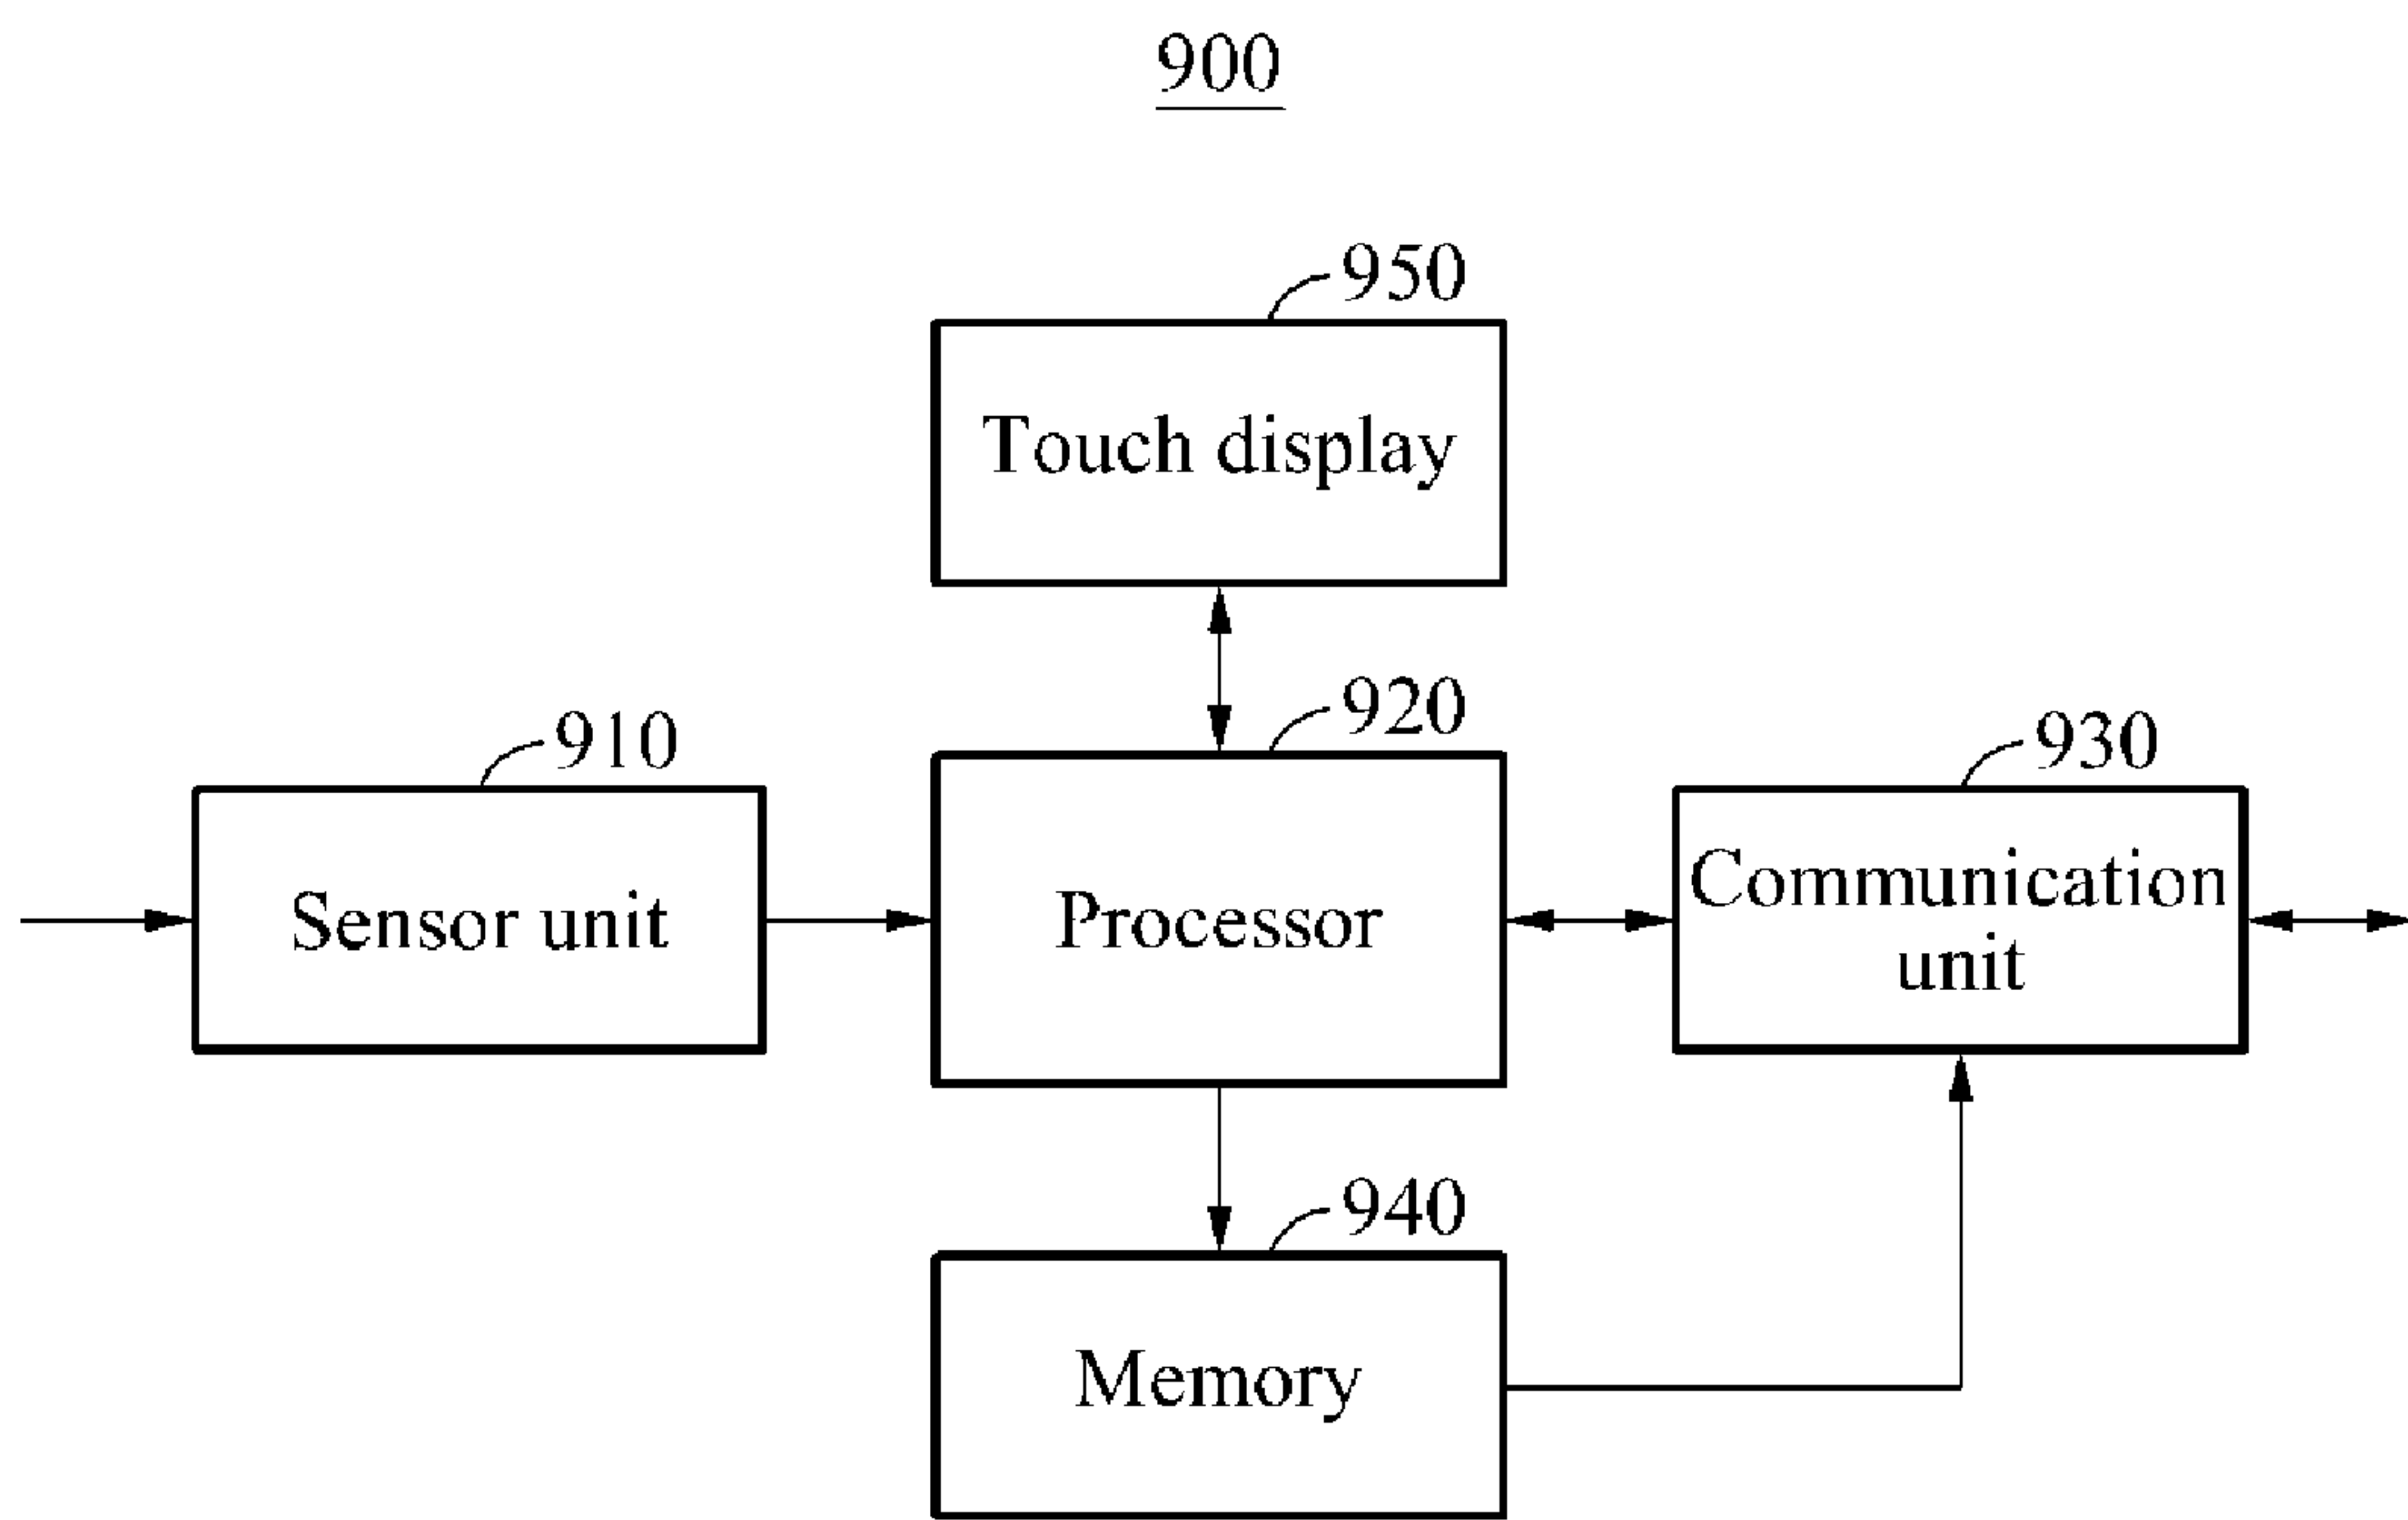 900
950
Touch display
920
910
930
Sensor unit
Processor
Communication
unit
940
Memory